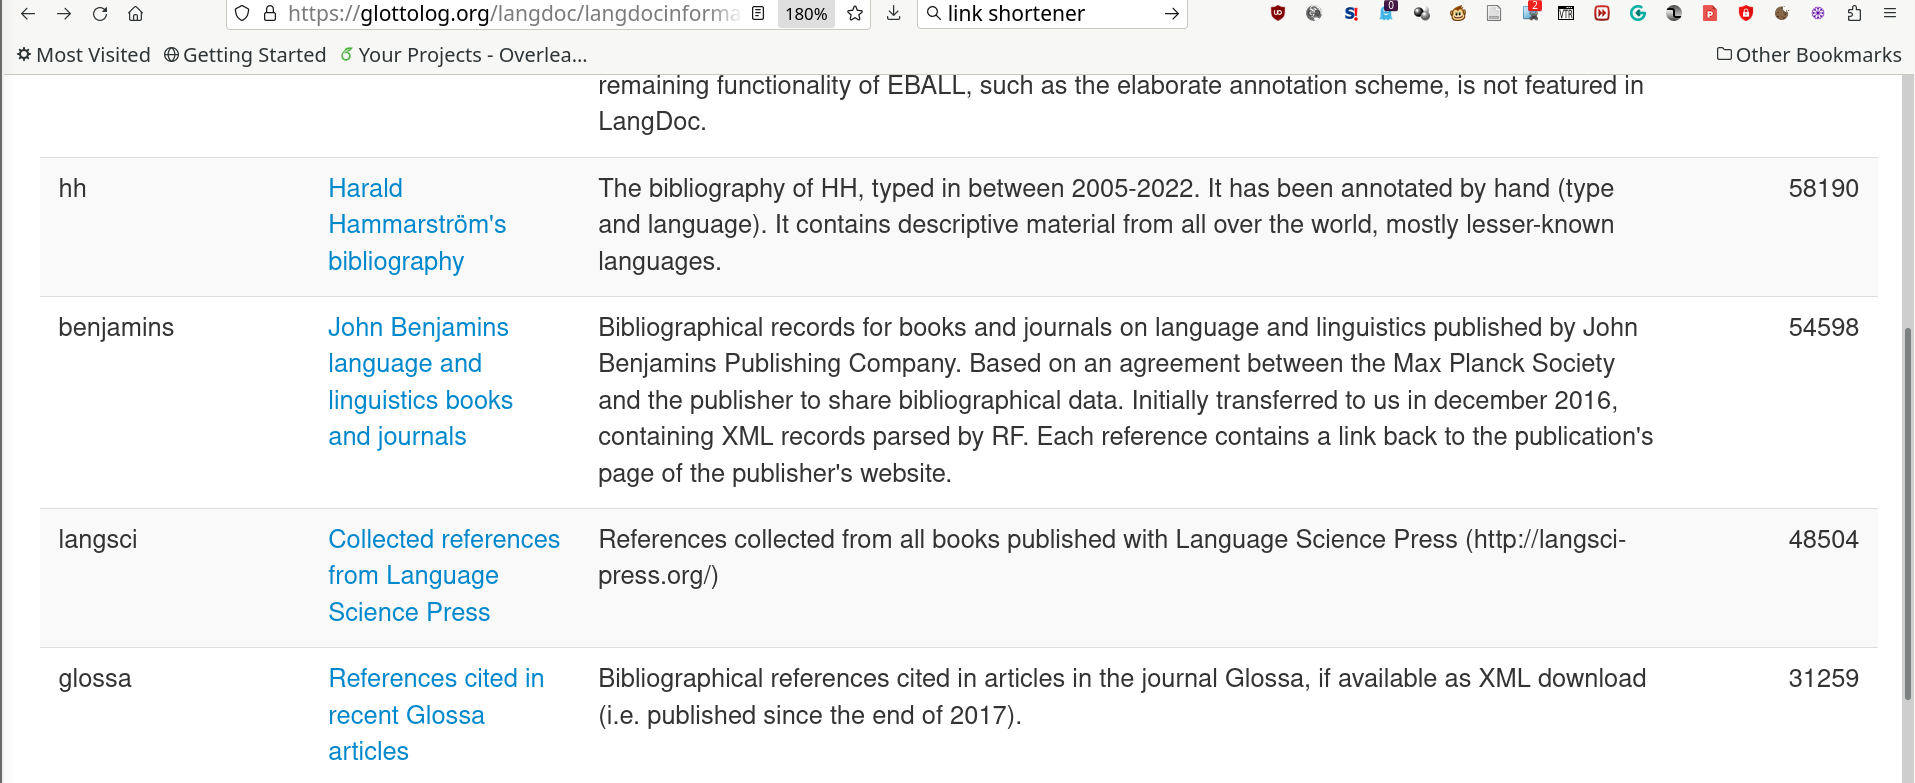 https://glottolog.org/langdoc/langdocinforma
180%
link shortener
0
2
Most Visited
Getting Started
Your Projects - Overlea...
Other Bookmarks
remaining functionality of EBALL, such as the elaborate annotation scheme, is not featured in
LangDoc.
hh
Harald
Hammarström's
bibliography
The bibliography of HH, typed in between 2005-2022. It has been annotated by hand (type
and language). It contains descriptive material from all over the world, mostly lesser-known
languages.
58190
benjamins
John Benjamins
language and
linguistics books
and journals
Bibliographical records for books and journals on language and linguistics published by John
Benjamins Publishing Company. Based on an agreement between the Max Planck Society
and the publisher to share bibliographical data. Initially transferred to us in december 2016,
containing XML records parsed by RF. Each reference contains a link back to the publication's
page of the publisher's website.
54598
langsci
Collected references
from Language
Science Press
References collected from all books published with Language Science Press (http://langsci-
press.org/)
48504
glossa
References cited in
recent Glossa
articles
Bibliographical references cited in articles in the journal Glossa, if available as XML download
(i.e. published since the end of 2017).
31259